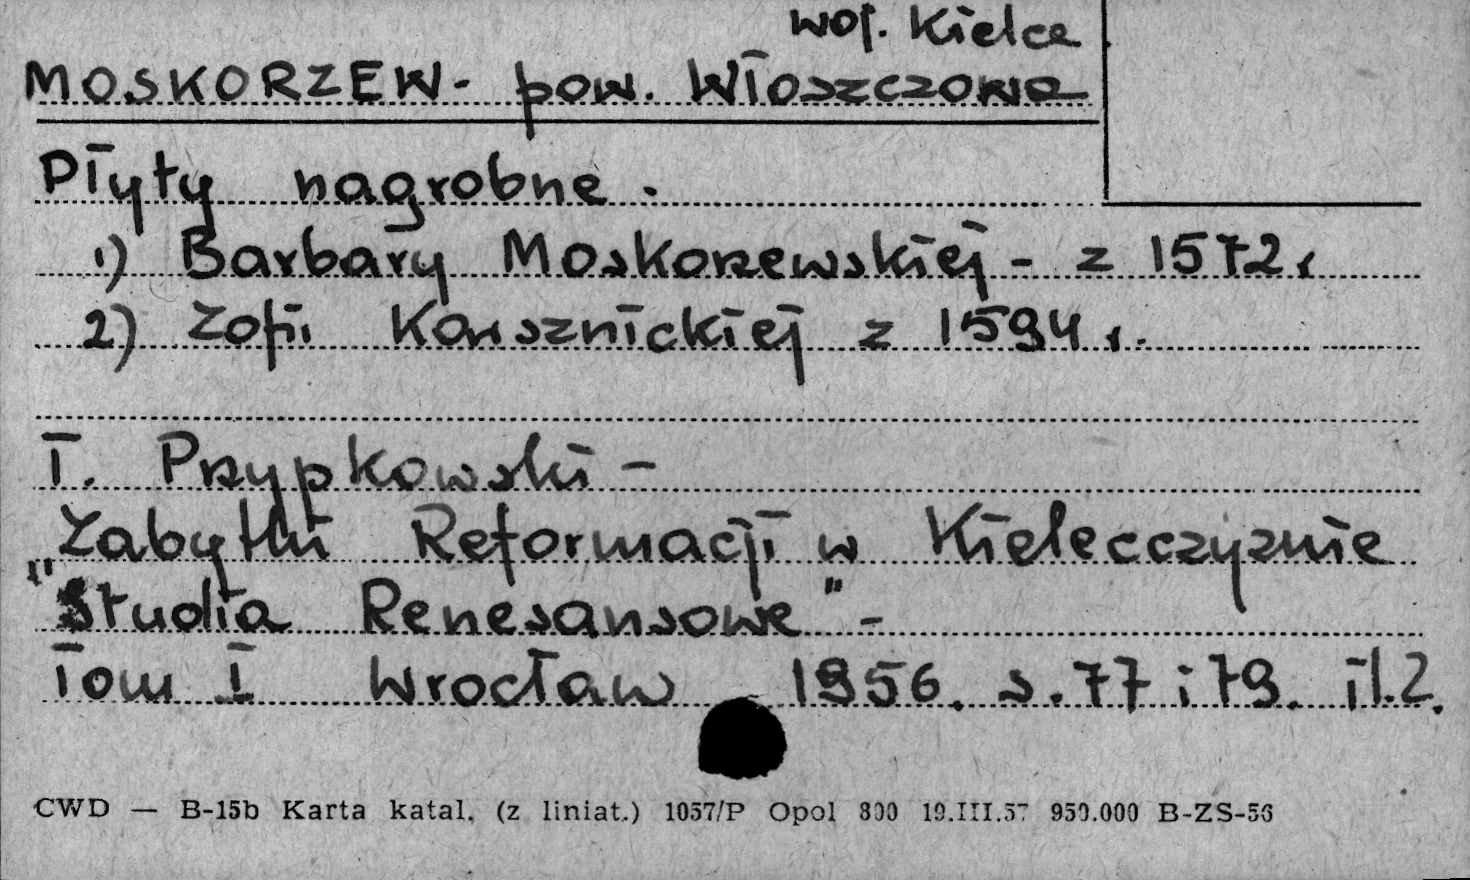 woj. Kielce
MOSKORZEW - pow. Włoszczowa
Płyty nagrobne.
1) Barbary Moskorzewskiej - z 1572 r
2) Zofii Konsznickiej z 1594 r.
T. Przypkowski -
Zabytki Reformacji w Kielecczyznie
"Studia Renesansowe" -
Tom I Wrocław 1956. s. 77 i 79. il. 2.
CWD — B-15b Karta katal. (z liniat.) 1057/P Opol 800 19.III.57 950.000 B-ZS-56